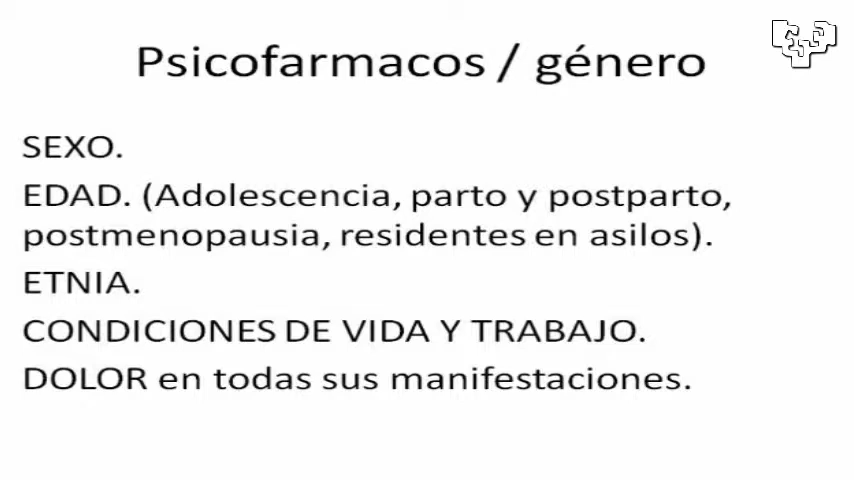 Psicofarmacos / género
SEXO.
EDAD. (Adolescencia, parto y postparto,
postmenopausia, residentes en asilos).
ETNIA.
CONDICIONES DE VIDA Y TRABAJO.
DOLOR en todas sus manifestaciones.